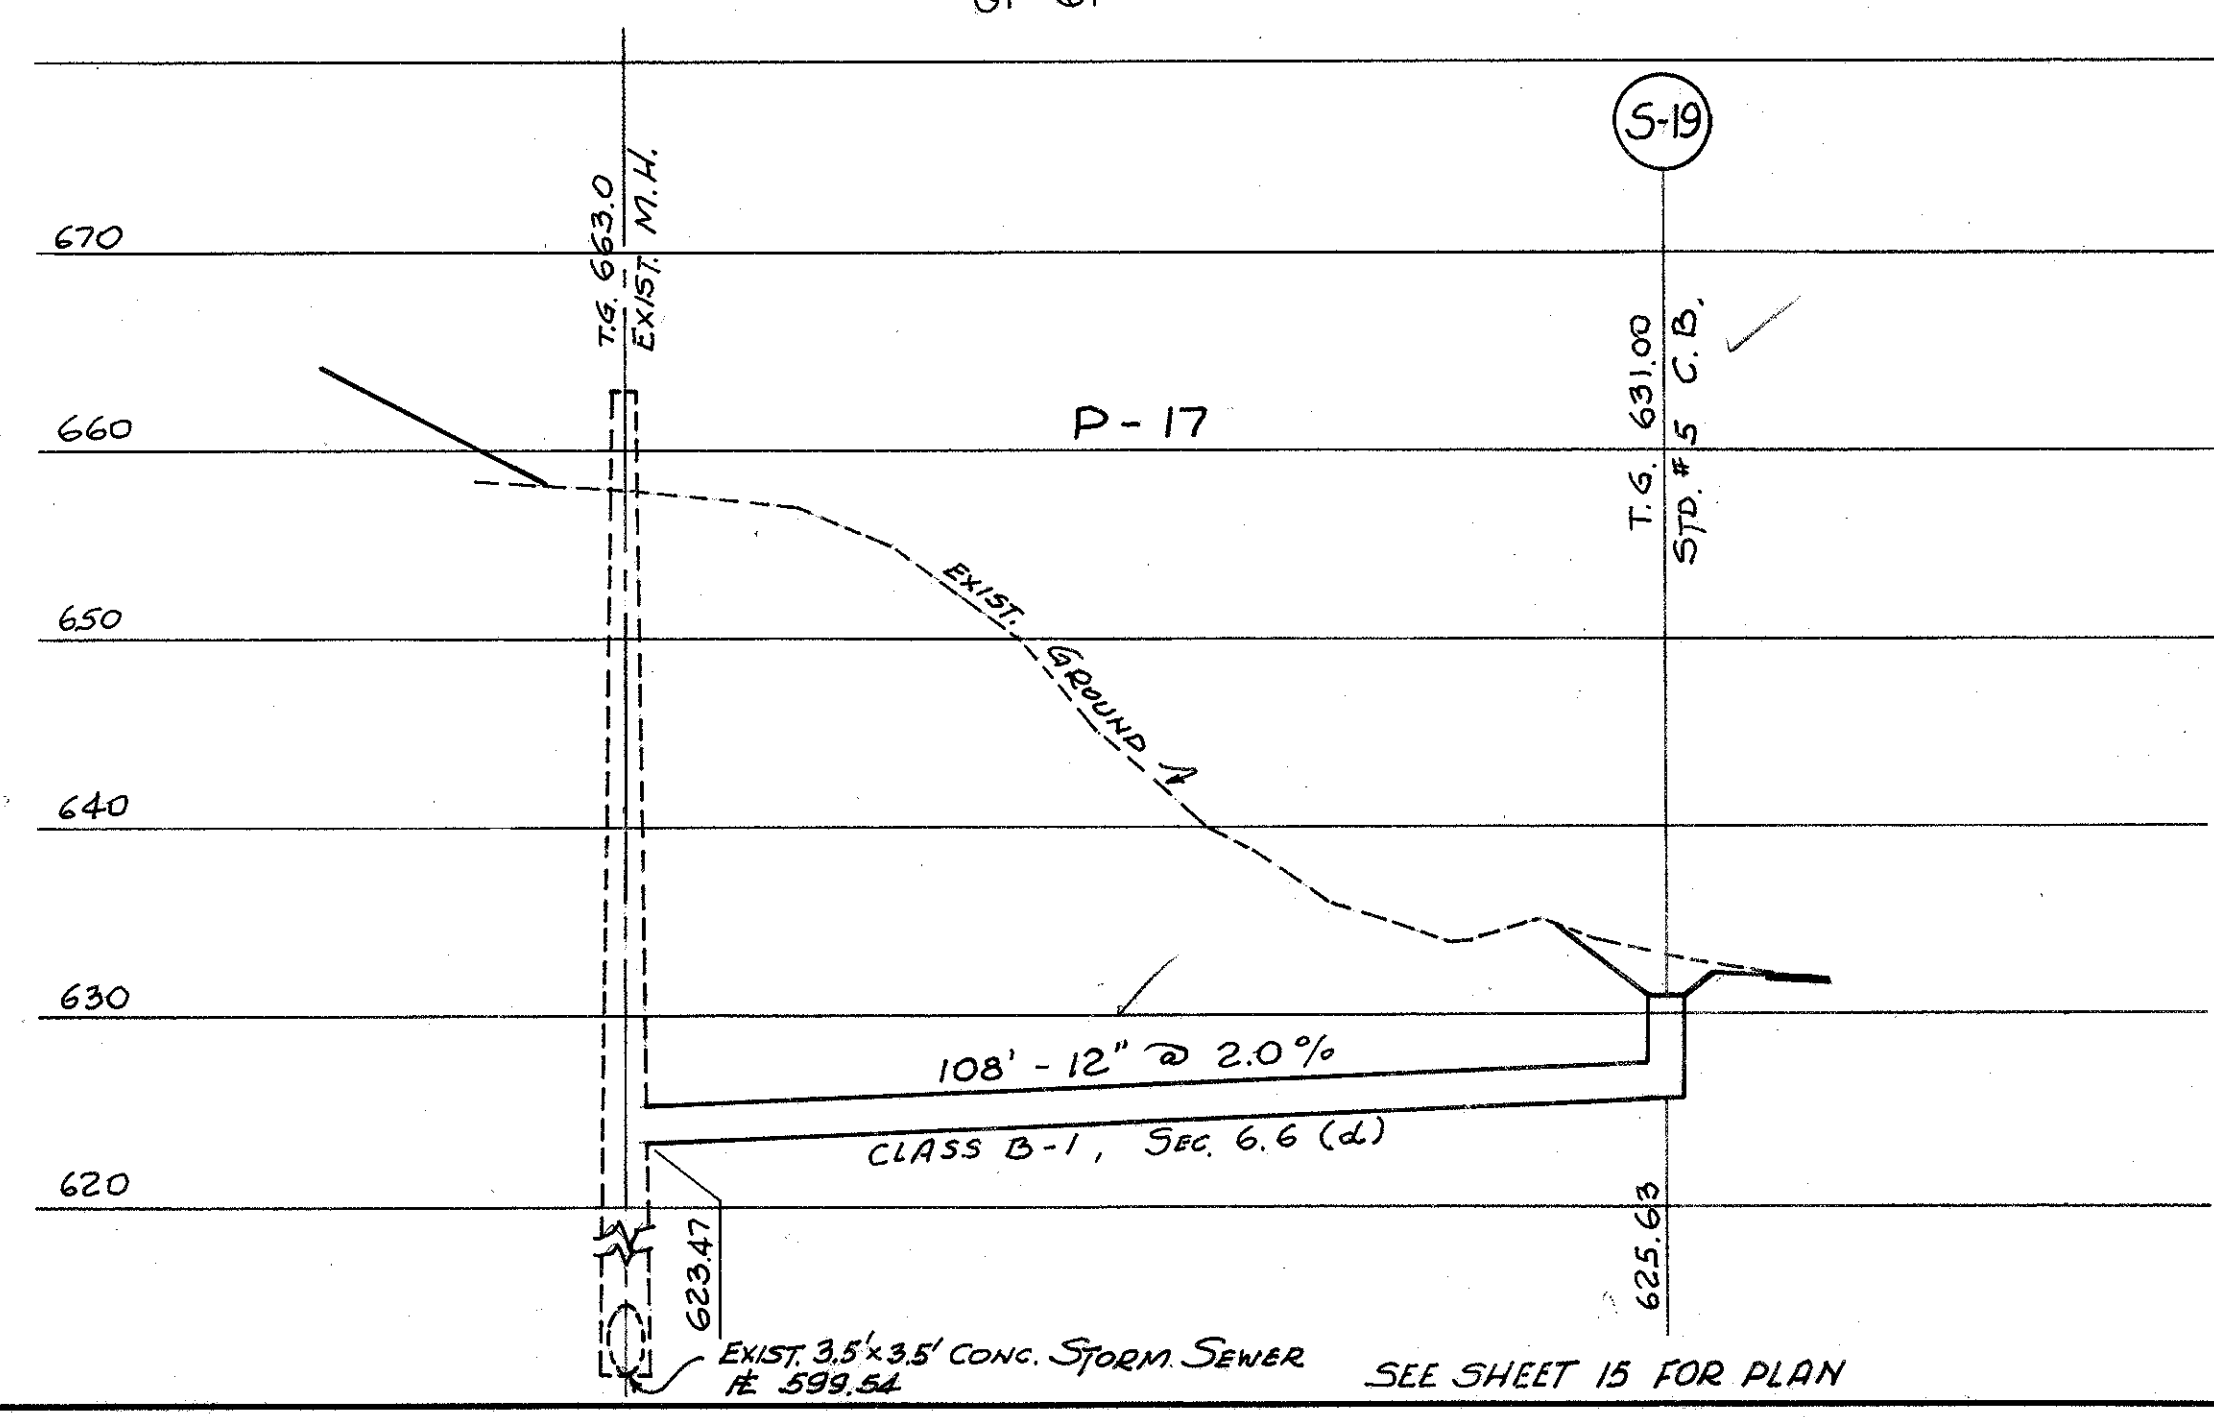 S-19
T.G. 663.0
EXIST. M.H.
670
T.G. 631.00
STD. #5 C.B.
660
P-17
EXIST. GROUND
650
640
630
108' - 12" @ 2.0%
CLASS B-1, SEC. 6.6 (d)
620
623.47
625.63
EXIST. 3.5'x3.5' CONC. STORM SEWER
599.54
SEE SHEET 15 FOR PLAN